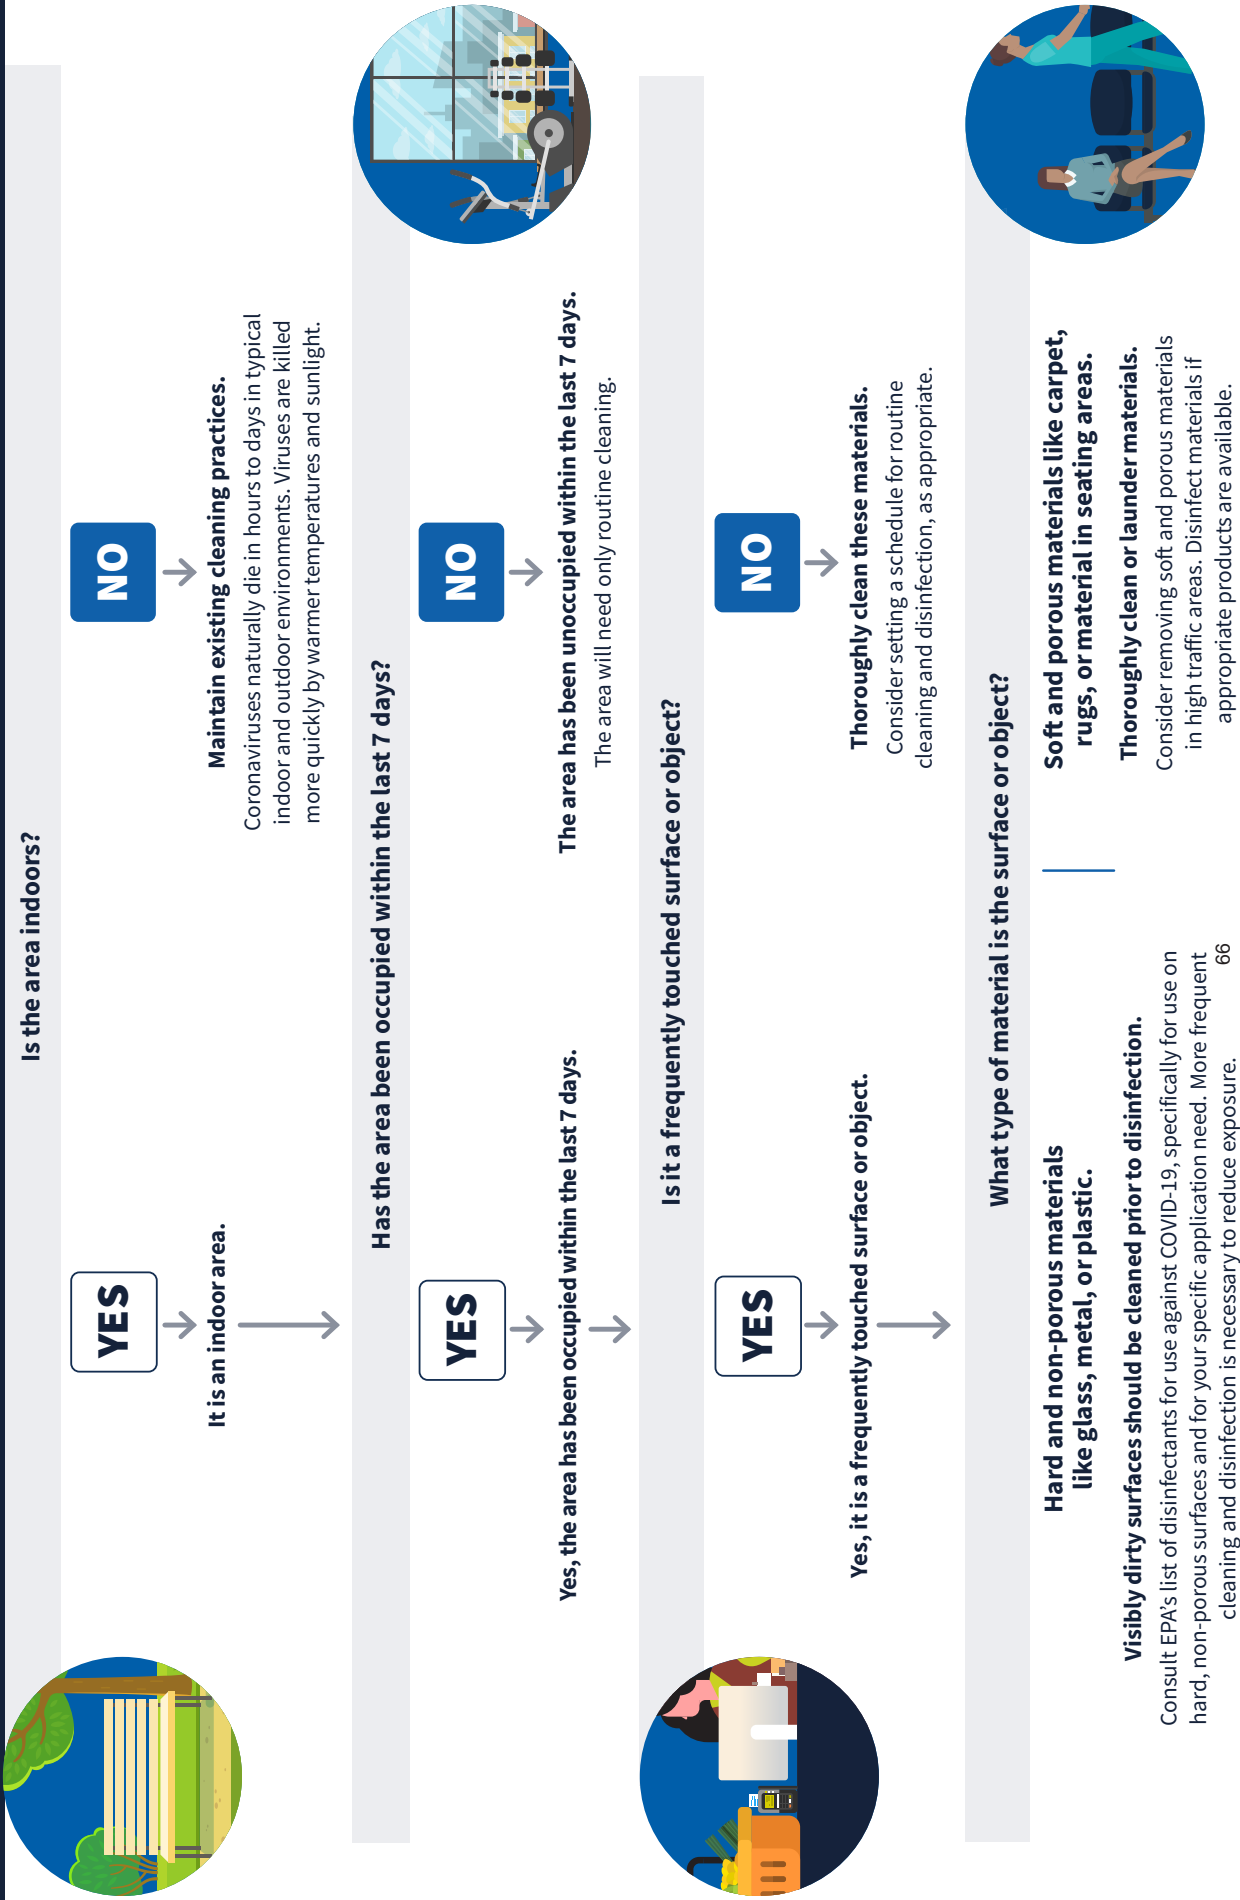 Is the area indoors?
YES
It is an indoor area.
NO
Maintain existing cleaning practices.
Coronaviruses naturally die in hours to days in typical
indoor and outdoor environments. Viruses are killed
more quickly by warmer temperatures and sunlight.
Has the area been occupied within the last 7 days?
YES
Yes, the area has been occupied within the last 7 days.
NO
The area has been unoccupied within the last 7 days.
The area will need only routine cleaning.
Is it a frequently touched surface or object?
YES
Yes, it is a frequently touched surface or object.
NO
Thoroughly clean these materials.
Consider setting a schedule for routine
cleaning and disinfection, as appropriate.
What type of material is the surface or object?
Hard and non-porous materials
like glass, metal, or plastic.
Visibly dirty surfaces should be cleaned prior to disinfection.
Consult EPA’s list of disinfectants for use against COVID-19, specifically for use on
hard, non-porous surfaces and for your specific application need. More frequent
cleaning and disinfection is necessary to reduce exposure.
Soft and porous materials like carpet,
rugs, or material in seating areas.
Thoroughly clean or launder materials.
Consider removing soft and porous materials
in high traffic areas. Disinfect materials if
appropriate products are available.
66